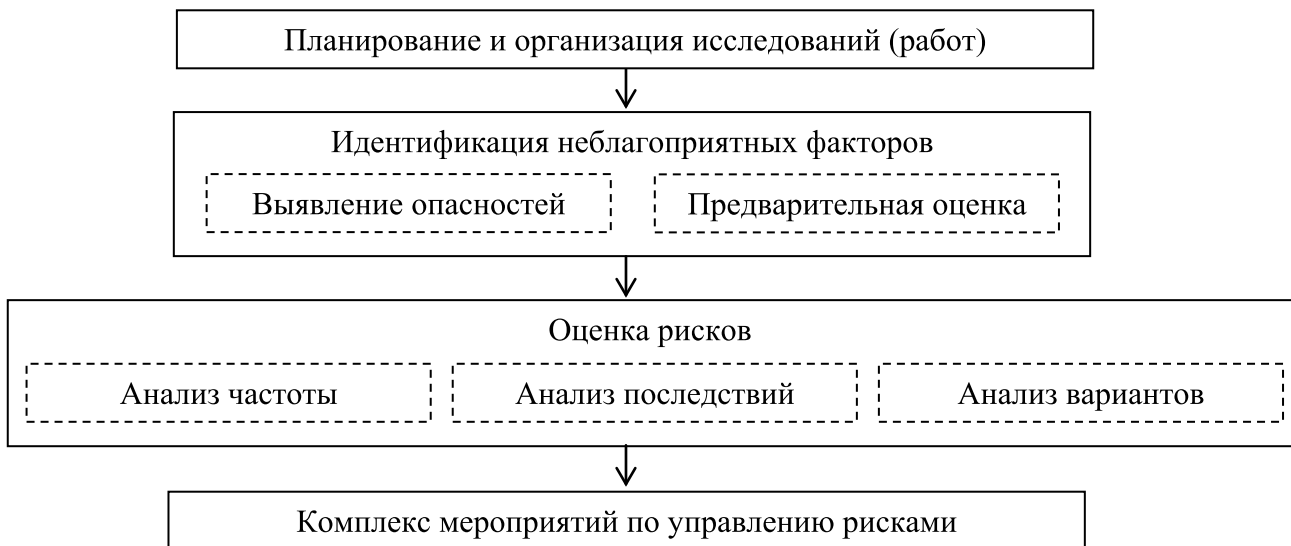 Планирование и организация исследований (работ)
Идентификация неблагоприятных факторов
Выявление опасностей
Предварительная оценка
Оценка рисков
Анализ частоты
Анализ последствий
Анализ вариантов
Комплекс мероприятий по управлению рисками